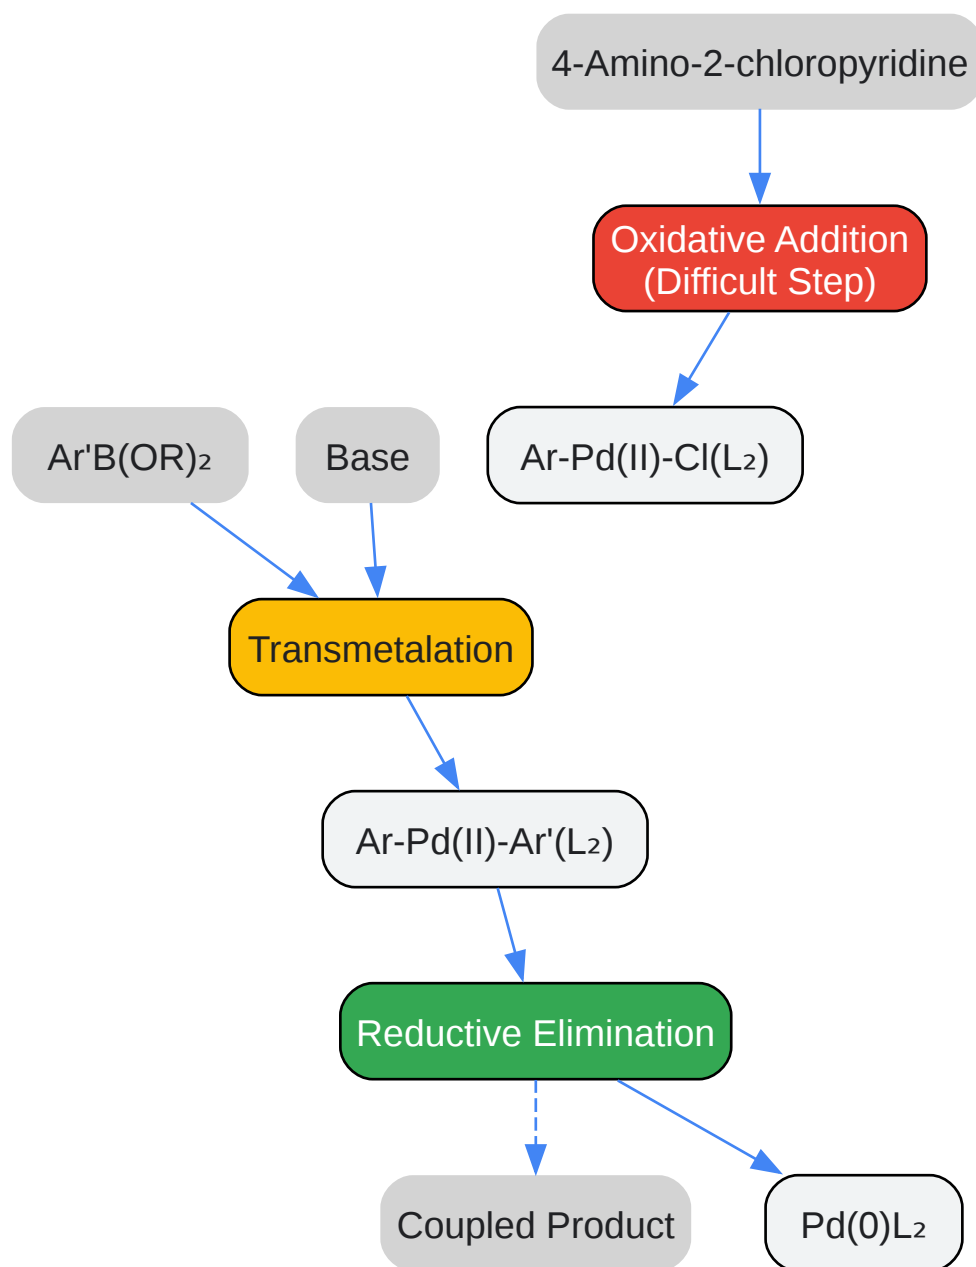 4-Amino-2-chloropyridine
Oxidative Addition
(Difficult Step)
Ar'B(OR)₂
Base
Ar-Pd(II)-Cl(L₂)
Transmetalation
Ar-Pd(II)-Ar'(L₂)
Reductive Elimination
Coupled Product
Pd(0)L₂